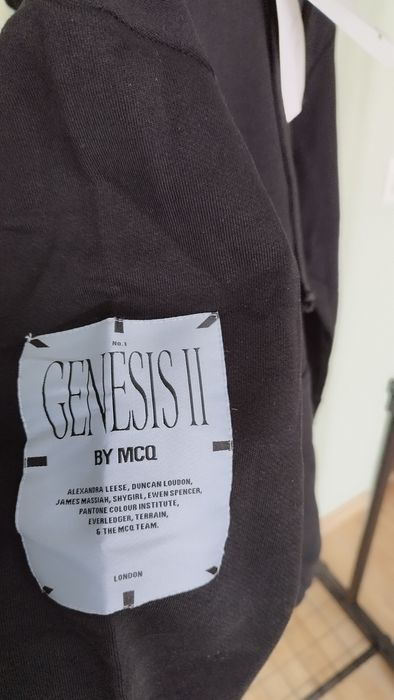 No.1
GENESIS II
BY MCQ
ALEXANDRA LEESE, DUNCAN LOUDON,
JAMES MASSIAH, SHYGIRL, EWEN SPENCER,
PANTONE COLOUR INSTITUTE,
EVERLEDGER, TERRAIN,
& THE MCQ TEAM.
LONDON